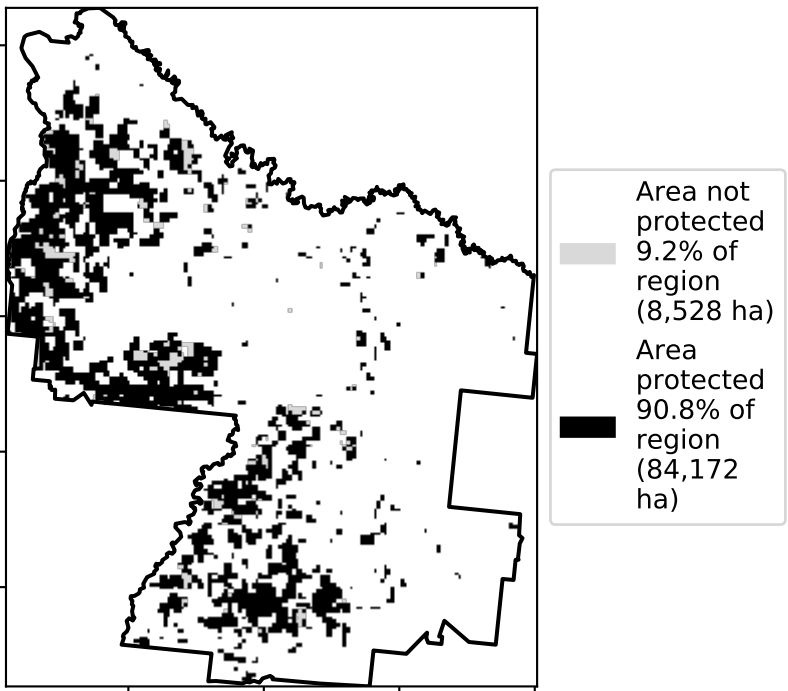 Area not
protected
9.2% of
region
(8,528 ha)
Area
protected
90.8% of
region
(84,172
ha)